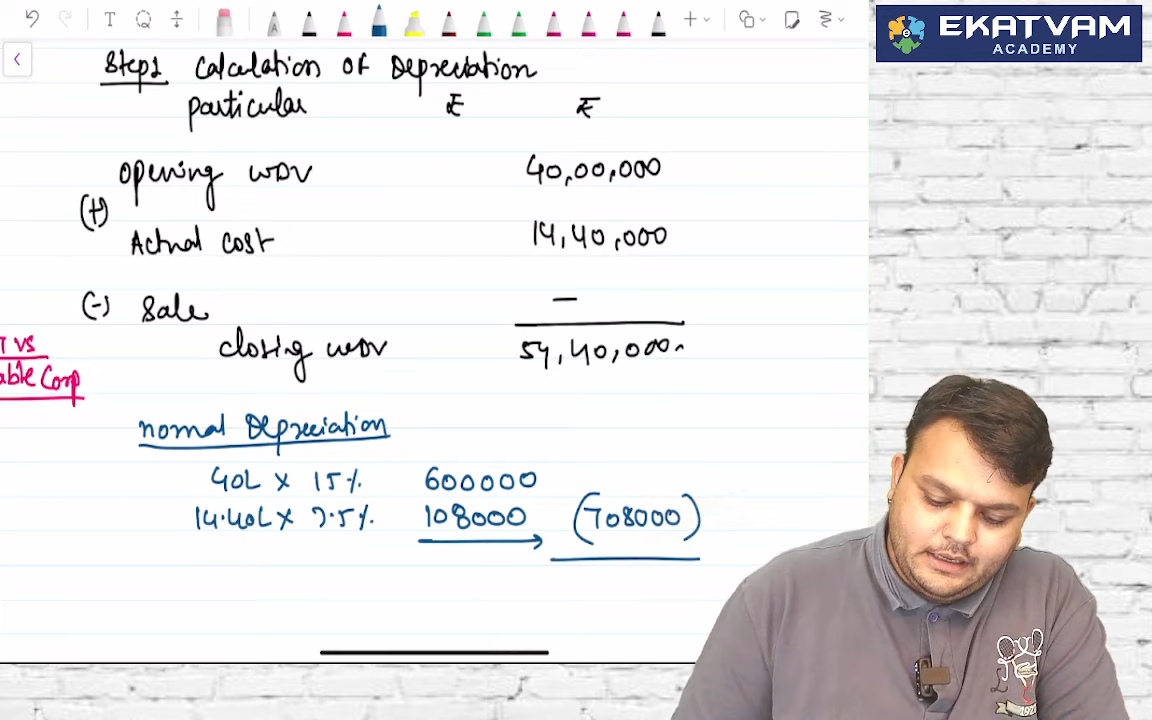 EKATVAM
ACADEMY
Step1 Calculation of Depreciation
particular ₹ ₹
Opening WDV 40,00,000
(+)
Actual cost 14,40,000
(-) Sale —
closing WDV 54,40,000
T vs
able Corp
normal Depreciation
40L × 15% 600000
14.40L × 7.5% 108000 (708000)